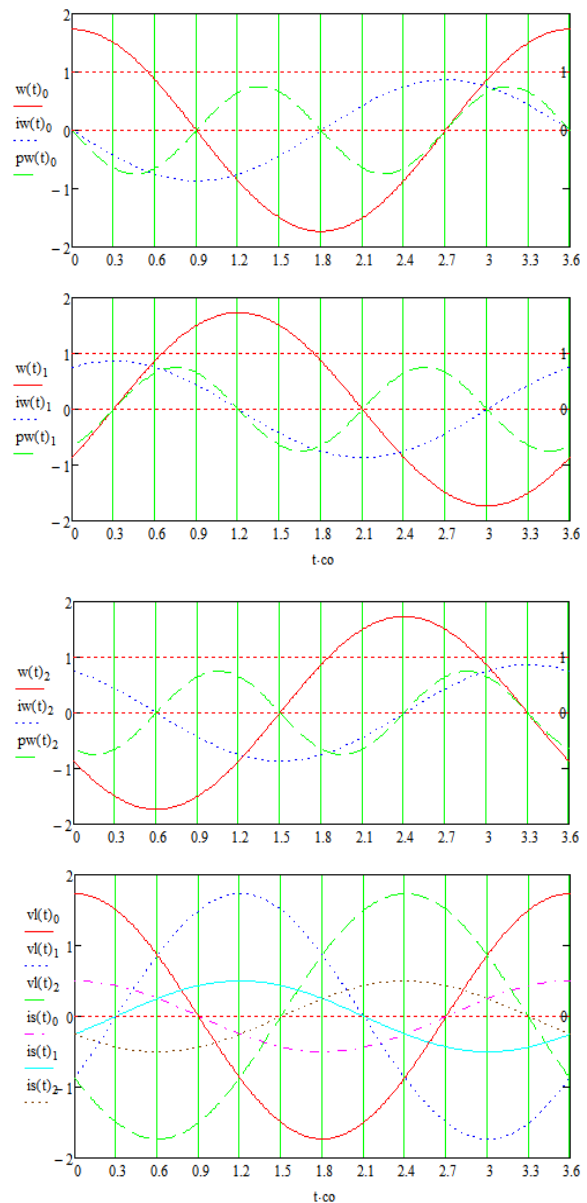 2
1
w(t)0
iw(t)0
0
pw(t)0
−1
−2
1
0
0 0.3 0.6 0.9 1.2 1.5 1.8 2.1 2.4 2.7 3 3.3 3.6
2
1
w(t)1
iw(t)1
0
pw(t)1
−1
−2
1
0
0 0.3 0.6 0.9 1.2 1.5 1.8 2.1 2.4 2.7 3 3.3 3.6
t·co
2
1
w(t)2
iw(t)2
0
pw(t)2
−1
−2
1
0
0 0.3 0.6 0.9 1.2 1.5 1.8 2.1 2.4 2.7 3 3.3 3.6
2
vl(t)0
vl(t)1
1
vl(t)2
is(t)0
0
is(t)1
is(t)2
−1
−2
0
0 0.3 0.6 0.9 1.2 1.5 1.8 2.1 2.4 2.7 3 3.3 3.6
t·co